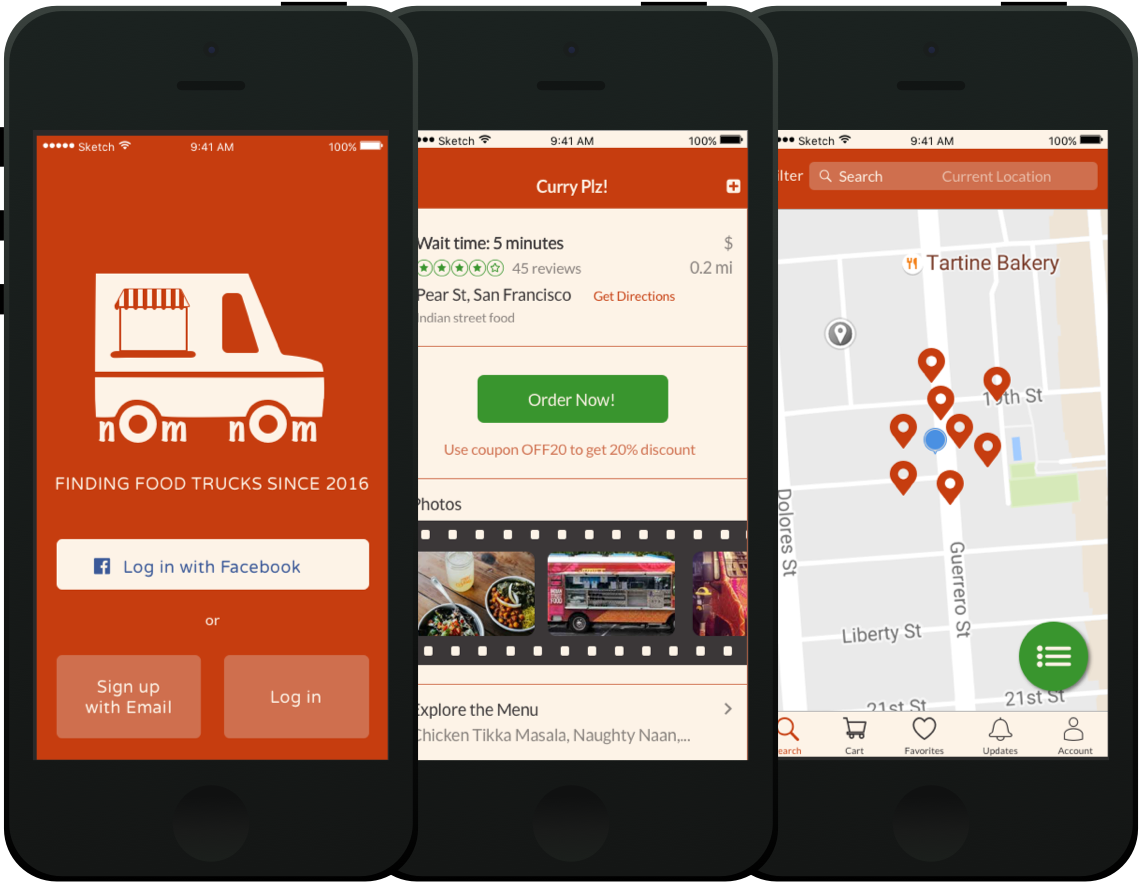 Sketch 9:41 AM 100%
nOm nOm
FINDING FOOD TRUCKS SINCE 2016
Log in with Facebook
or
Sign up
with Email
Log in
Sketch 9:41 AM 100%
Curry Plz!
Wait time: 5 minutes $
45 reviews 0.2 mi
Pear St, San Francisco Get Directions
Indian street food
Order Now!
Use coupon OFF20 to get 20% discount
Photos
Explore the Menu
Chicken Tikka Masala, Naughty Naan,...
Sketch 9:41 AM 100%
ilter Search Current Location
Tartine Bakery
19th St
Dolores St
Guerrero St
Liberty St
21st St
21st St
earch Cart Favorites Updates Account